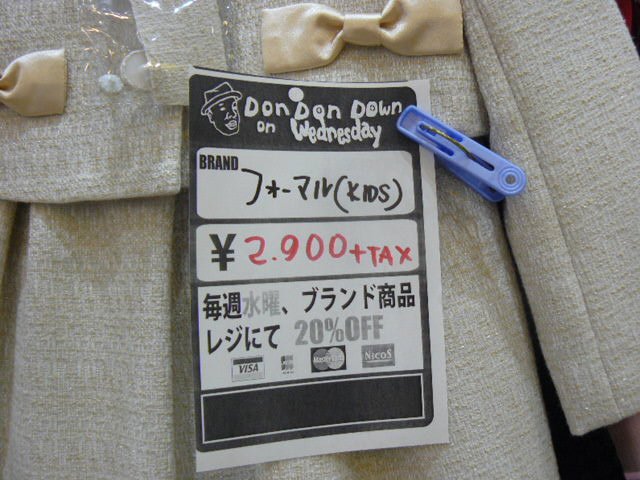 Don Don Down
on Wednesday
BRAND
フォーマル(KIDS)
¥2.900+TAX
毎週水曜、ブランド商品
レジにて 20%OFF
VISA JCB MasterCard NICOS